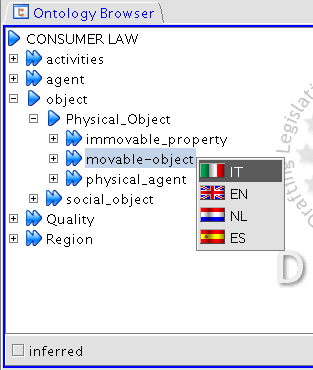 Ontology Browser
CONSUMER LAW
activities
agent
object
Physical_Object
immovable_property
movable-object
physical_agent
social_object
Quality
Region
IT
EN
NL
ES
Drafting Legislati
D
inferred